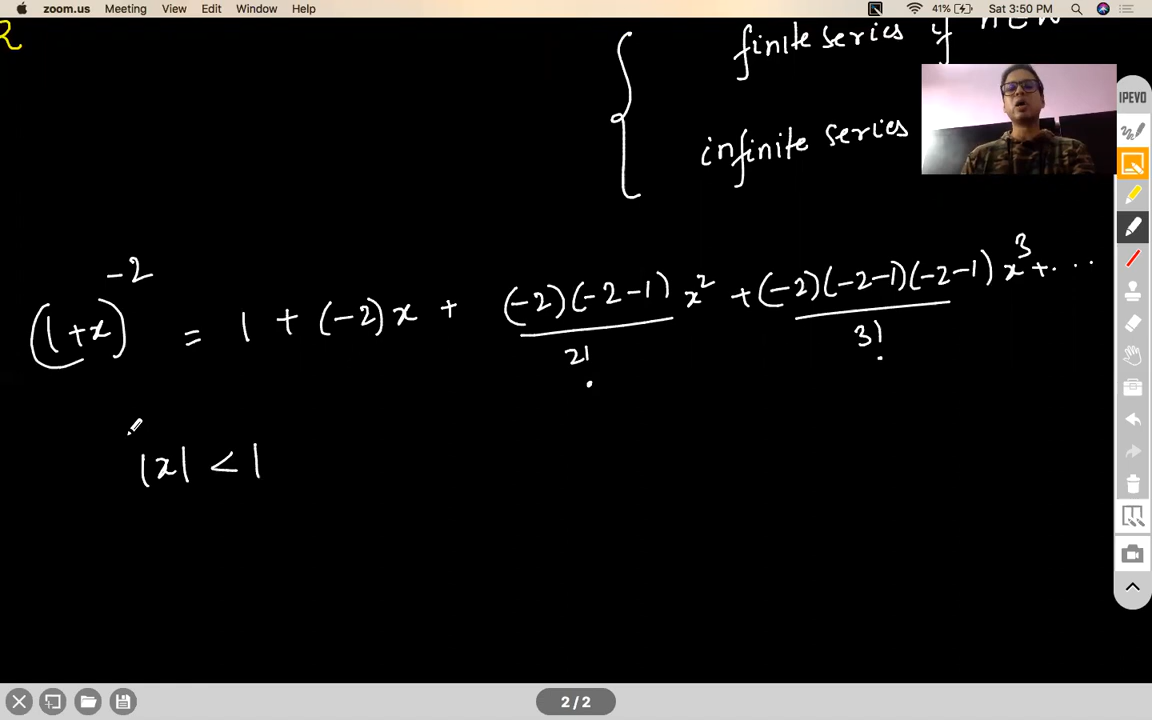 zoom.us Meeting View Edit Window Help 41% Sat 3:50 PM
finite series if n ∈ N
IPEVO
infinite series
(1+x)^-2 = 1 + (-2)x + (-2)(-2-1)/2! x^2 + (-2)(-2-1)(-2-1)/3! x^3 + ...
|x| < 1
2 / 2